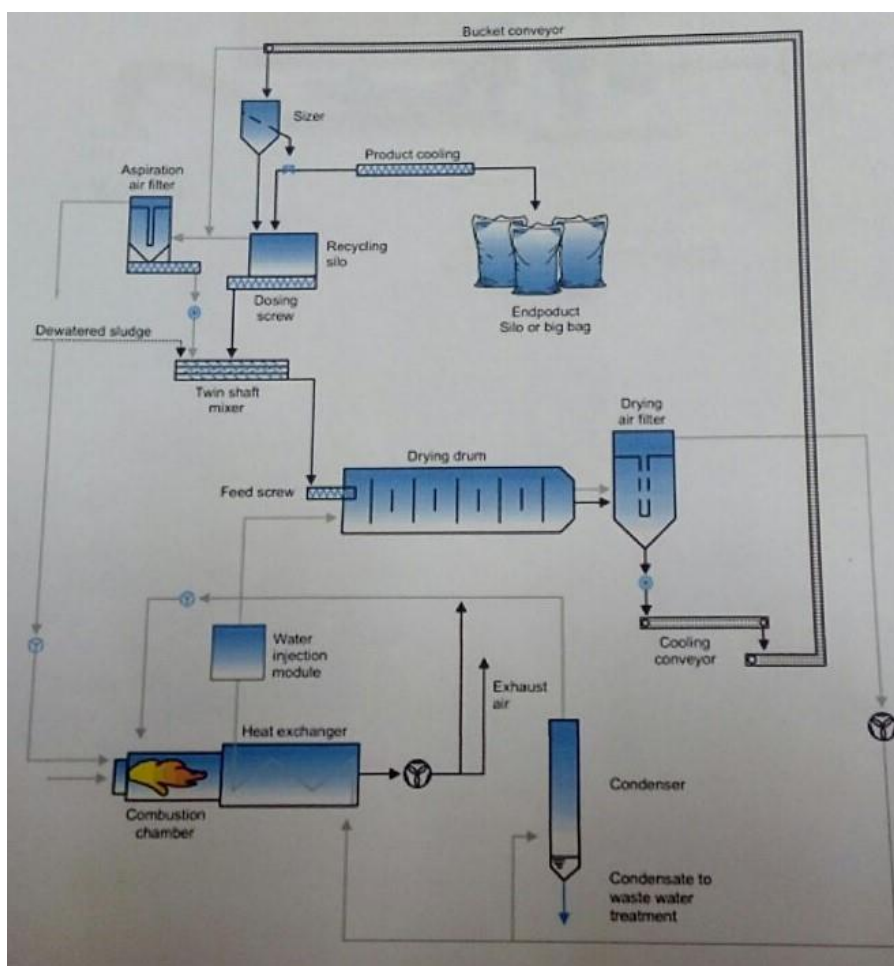 Bucket conveyor
Sizer
Product cooling
Aspiration
air filter
Recycling
silo
Dosing
screw
Endpoduct
Silo or big bag
Dewatered sludge
Twin shaft
mixer
Drying
air filter
Drying drum
Feed screw
Water
injection
module
Cooling
conveyor
Exhaust
air
Heat exchanger
Condenser
Combustion
chamber
Condensate to
waste water
treatment